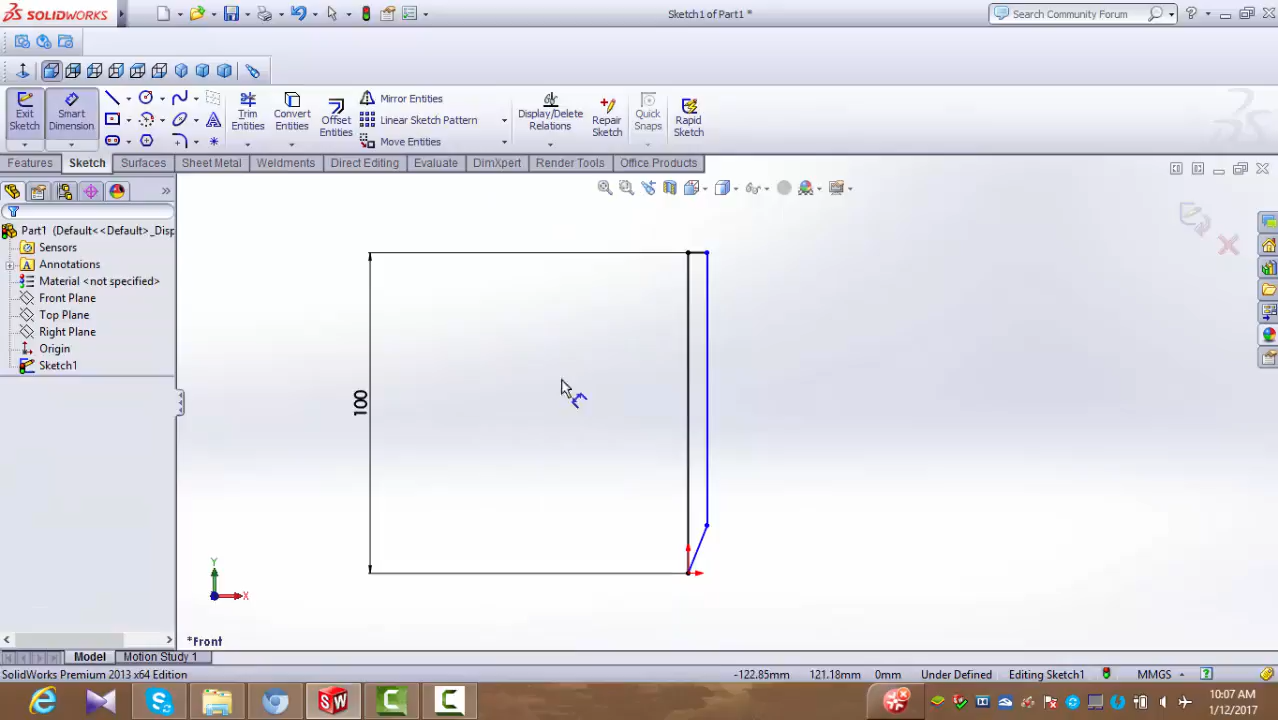 SOLIDWORKS
Sketch1 of Part1 *
Search Community Forum
Exit Sketch
Smart Dimension
Trim Entities
Convert Entities
Offset Entities
Mirror Entities
Linear Sketch Pattern
Move Entities
Display/Delete Relations
Repair Sketch
Quick Snaps
Rapid Sketch
Features Sketch Surfaces Sheet Metal Weldments Direct Editing Evaluate DimXpert Render Tools Office Products
Part1 (Default<<Default>_Disp
Sensors
Annotations
Material <not specified>
Front Plane
Top Plane
Right Plane
Origin
Sketch1
100
Y
X
*Front
Model Motion Study 1
SolidWorks Premium 2013 x64 Edition -122.85mm 121.18mm 0mm Under Defined Editing Sketch1 MMGS
10:07 AM
1/12/2017